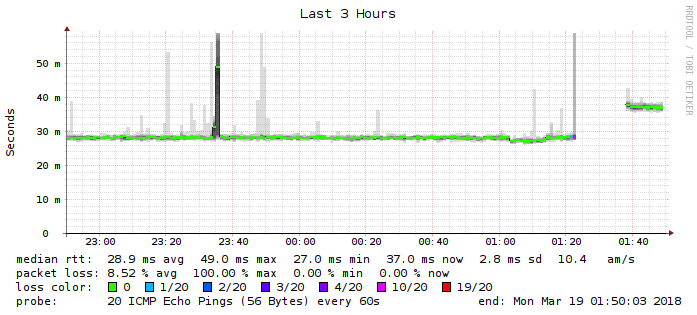 Last 3 Hours
RRDTOOL / TOBI OETIKER
Seconds
50 m
40 m
30 m
20 m
10 m
0
23:00 23:20 23:40 00:00 00:20 00:40 01:00 01:20 01:40
median rtt: 28.9 ms avg 49.0 ms max 27.0 ms min 37.0 ms now 2.8 ms sd 10.4 am/s
packet loss: 8.52 % avg 100.00 % max 0.00 % min 0.00 % now
loss color: 0 1/20 2/20 3/20 4/20 10/20 19/20
probe: 20 ICMP Echo Pings (56 Bytes) every 60s end: Mon Mar 19 01:50:03 2018